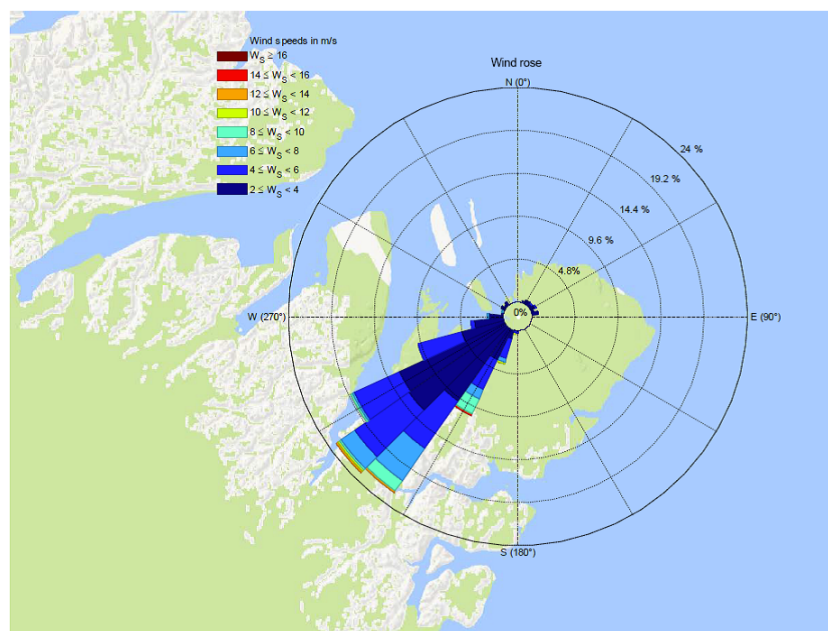 Wind speeds in m/s
W_S ≥ 16
14 ≤ W_S < 16
12 ≤ W_S < 14
10 ≤ W_S < 12
8 ≤ W_S < 10
6 ≤ W_S < 8
4 ≤ W_S < 6
2 ≤ W_S < 4
Wind rose
N (0°)
24 %
19.2 %
14.4 %
9.6 %
4.8%
0%
W (270°)
E (90°)
S (180°)